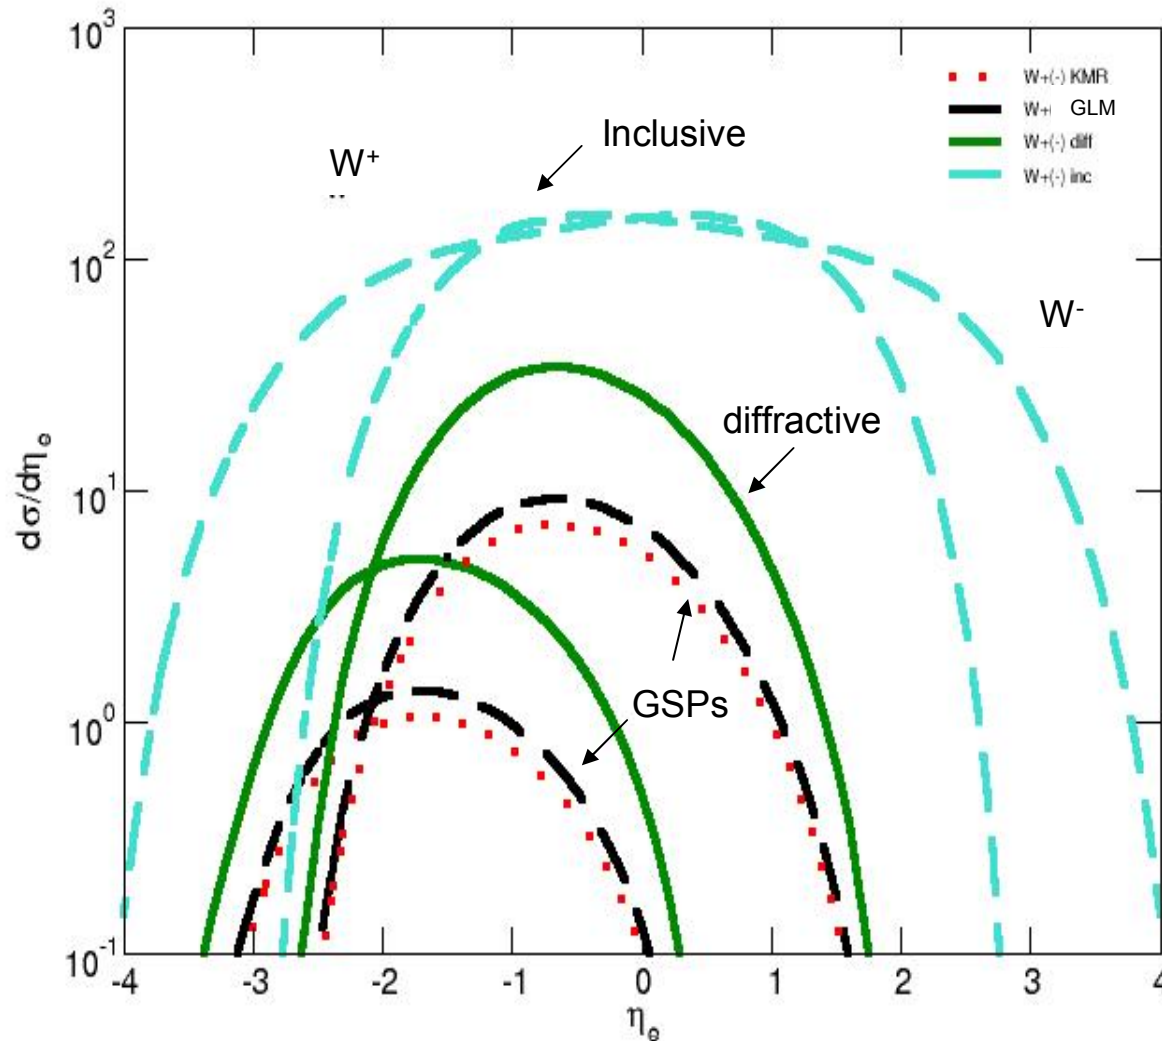 10³
10²
10¹
10⁰
10⁻¹
dσ/dηₑ
W+(-) KMR
W+( GLM
W+(-) diff
W+(-) inc
Inclusive
W⁺
W⁻
diffractive
GSPs
-4 -3 -2 -1 0 1 2 3 4
ηₑ